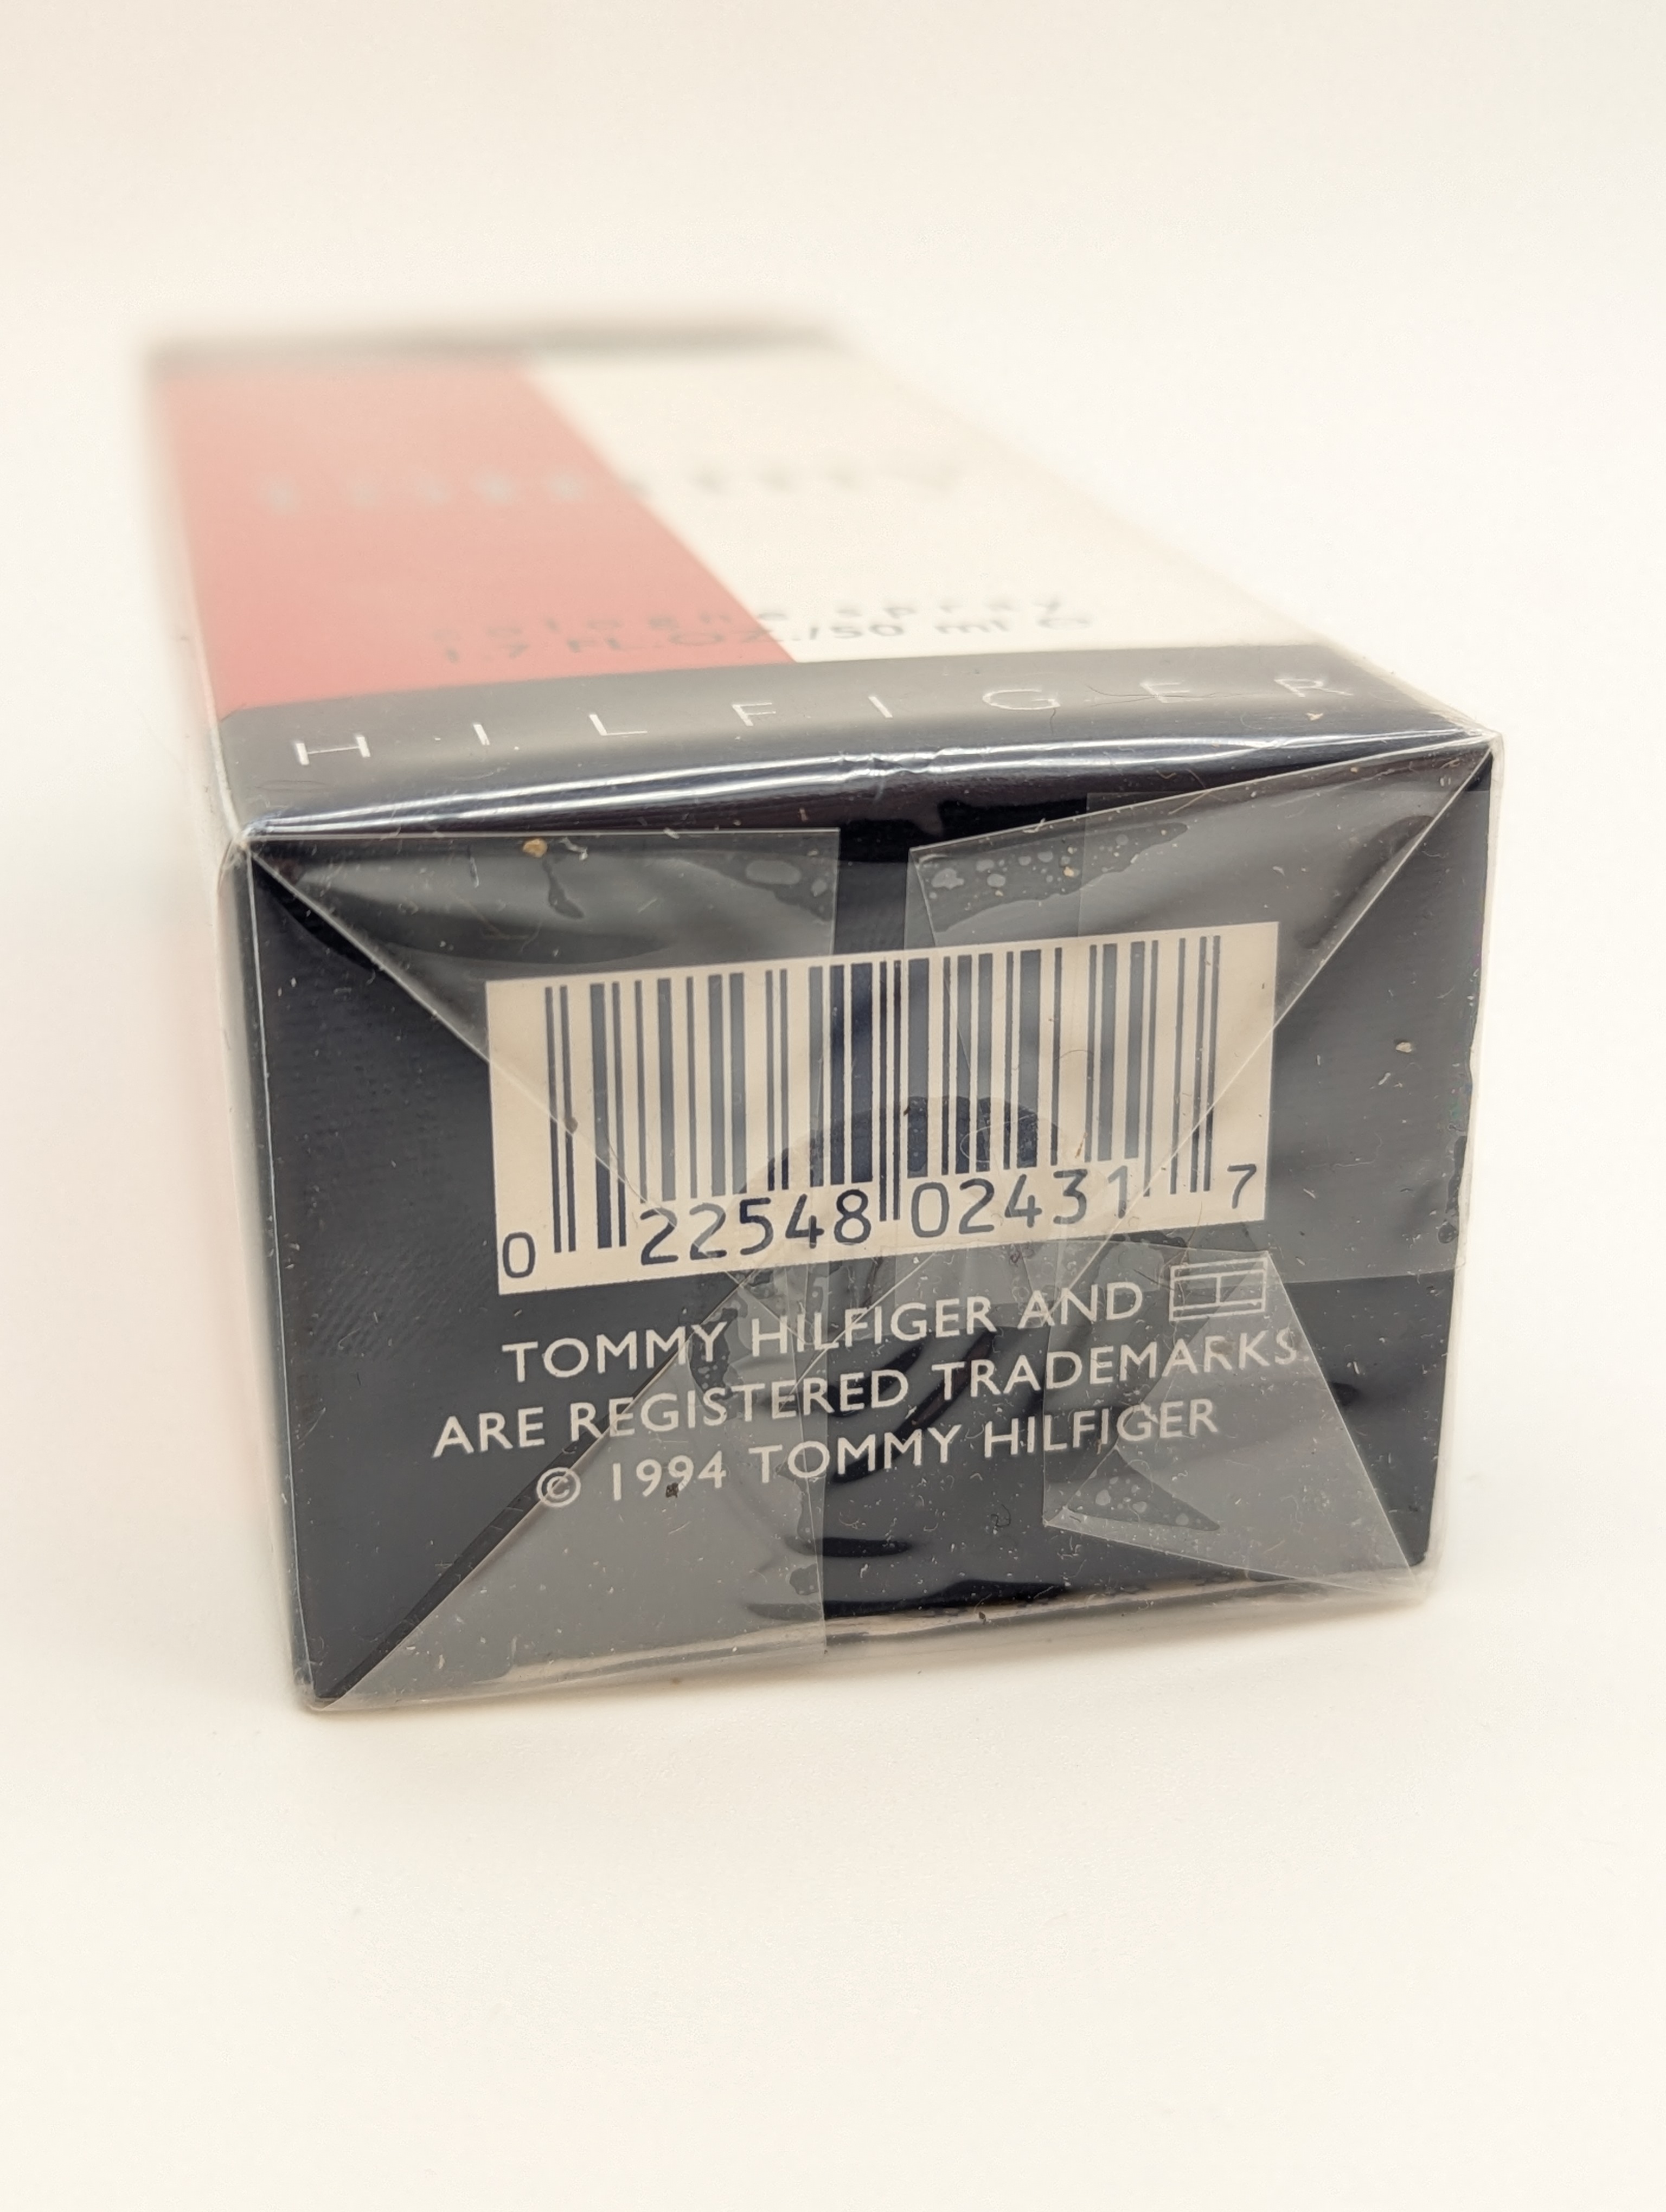 cologne spray
1.7 FL.OZ./50 ml ℮
HILFIGER
0 22548 02431 7
TOMMY HILFIGER AND
ARE REGISTERED TRADEMARKS.
© 1994 TOMMY HILFIGER